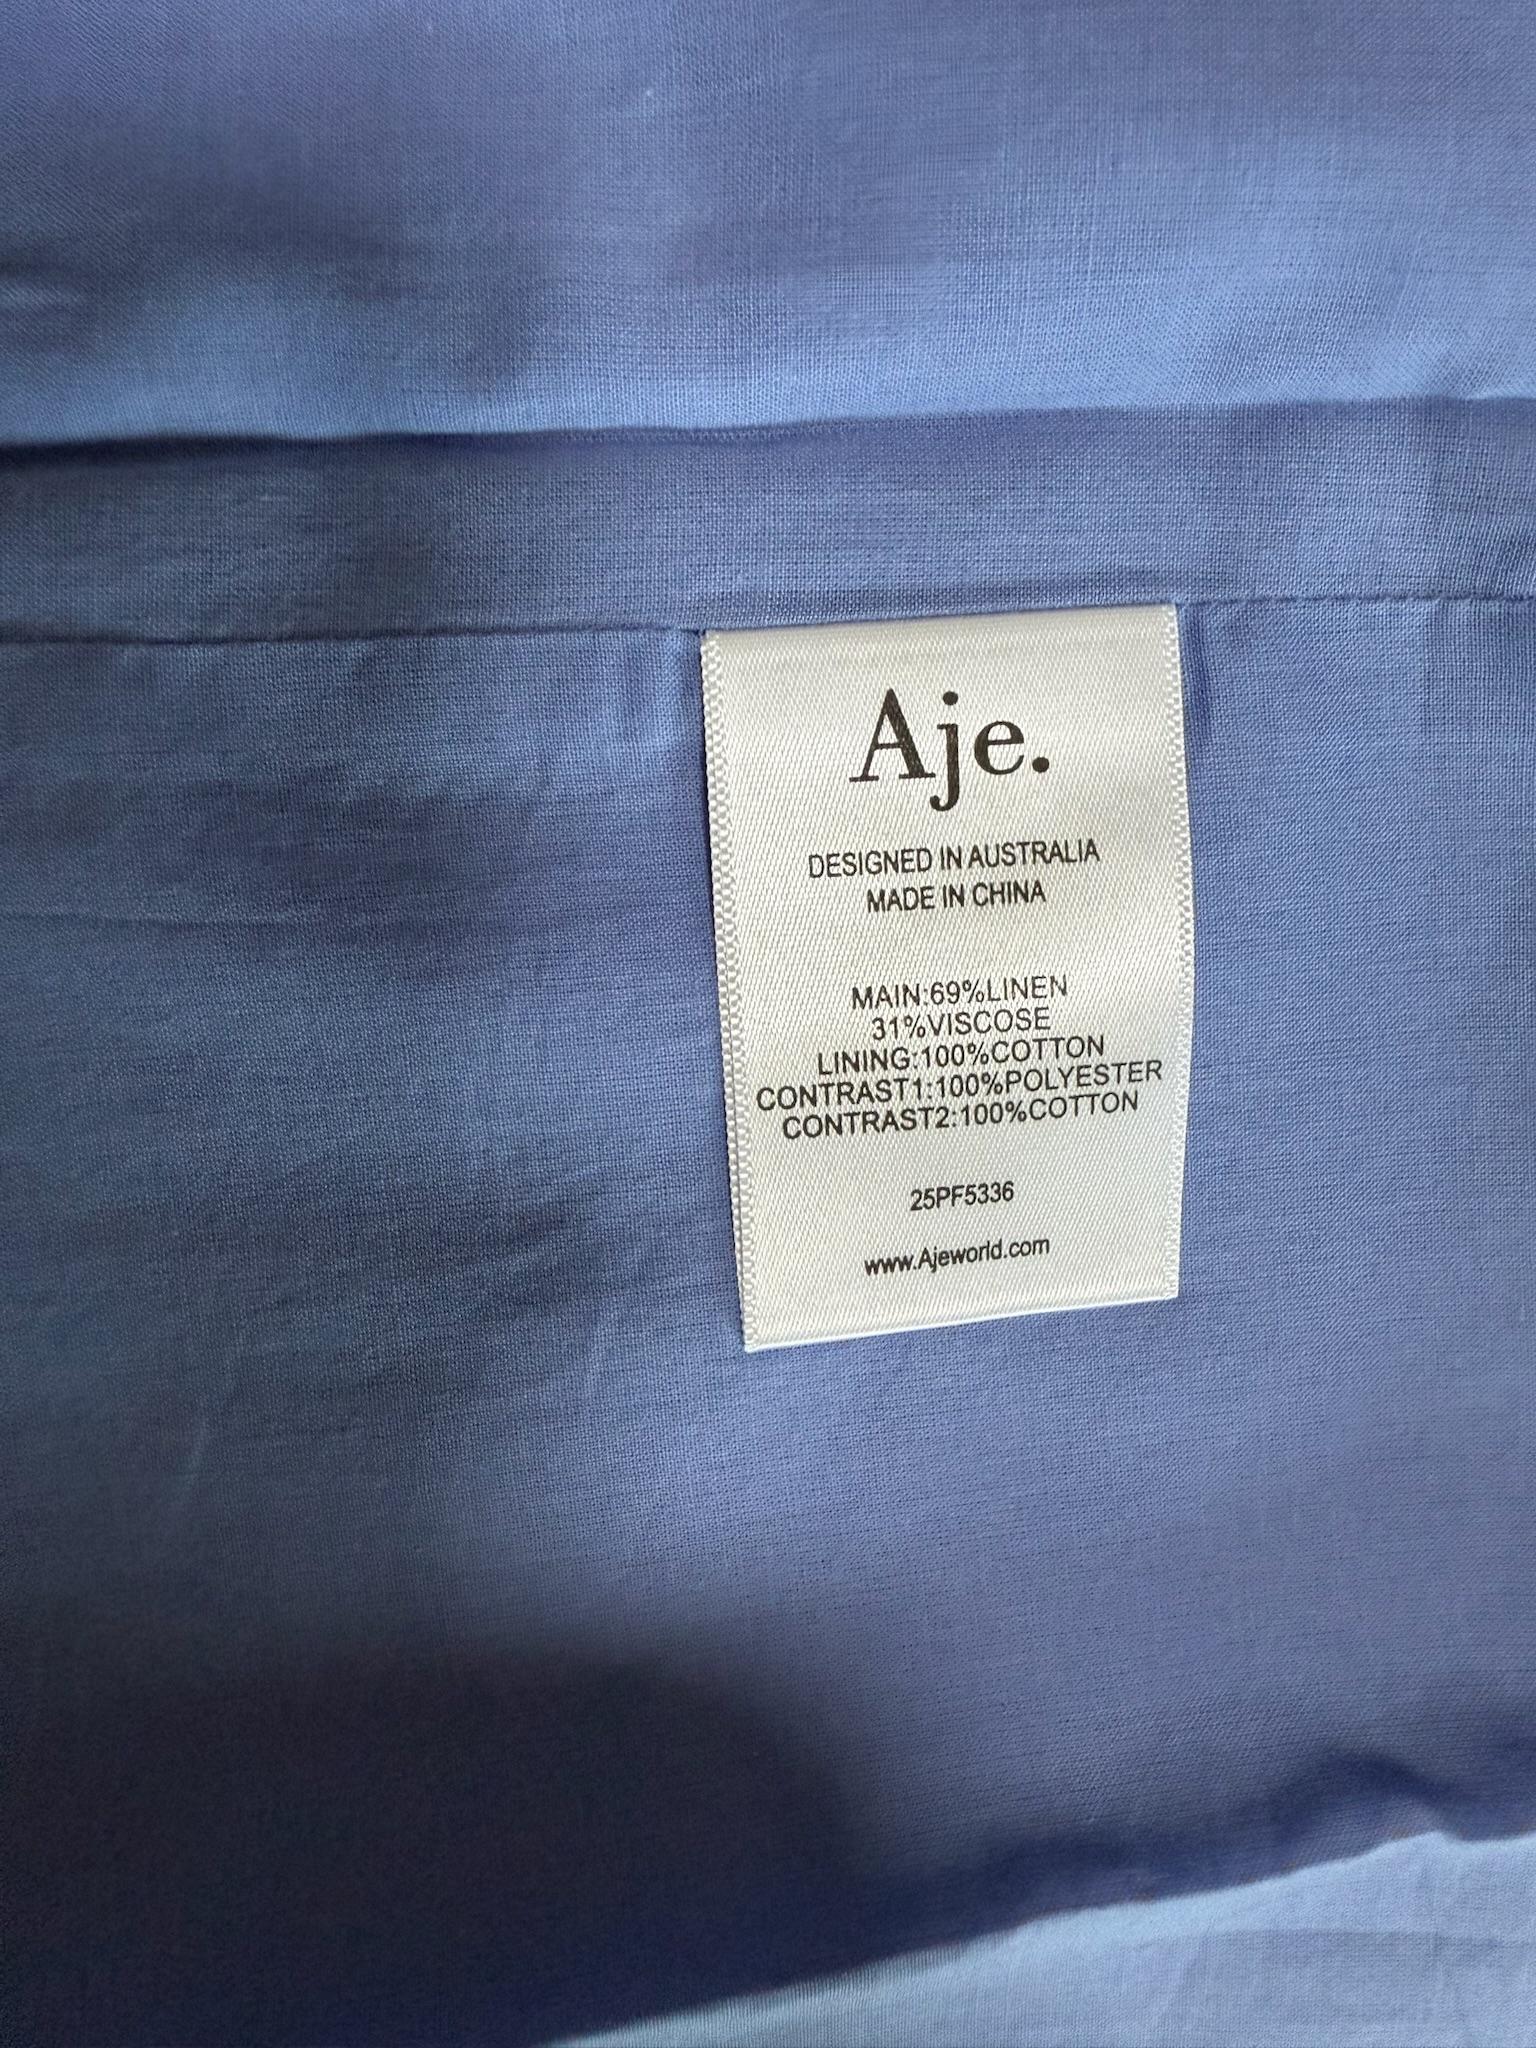 Aje.
DESIGNED IN AUSTRALIA
MADE IN CHINA
MAIN:69%LINEN
31%VISCOSE
LINING:100%COTTON
CONTRAST1:100%POLYESTER
CONTRAST2:100%COTTON
25PF5336
www.Ajeworld.com